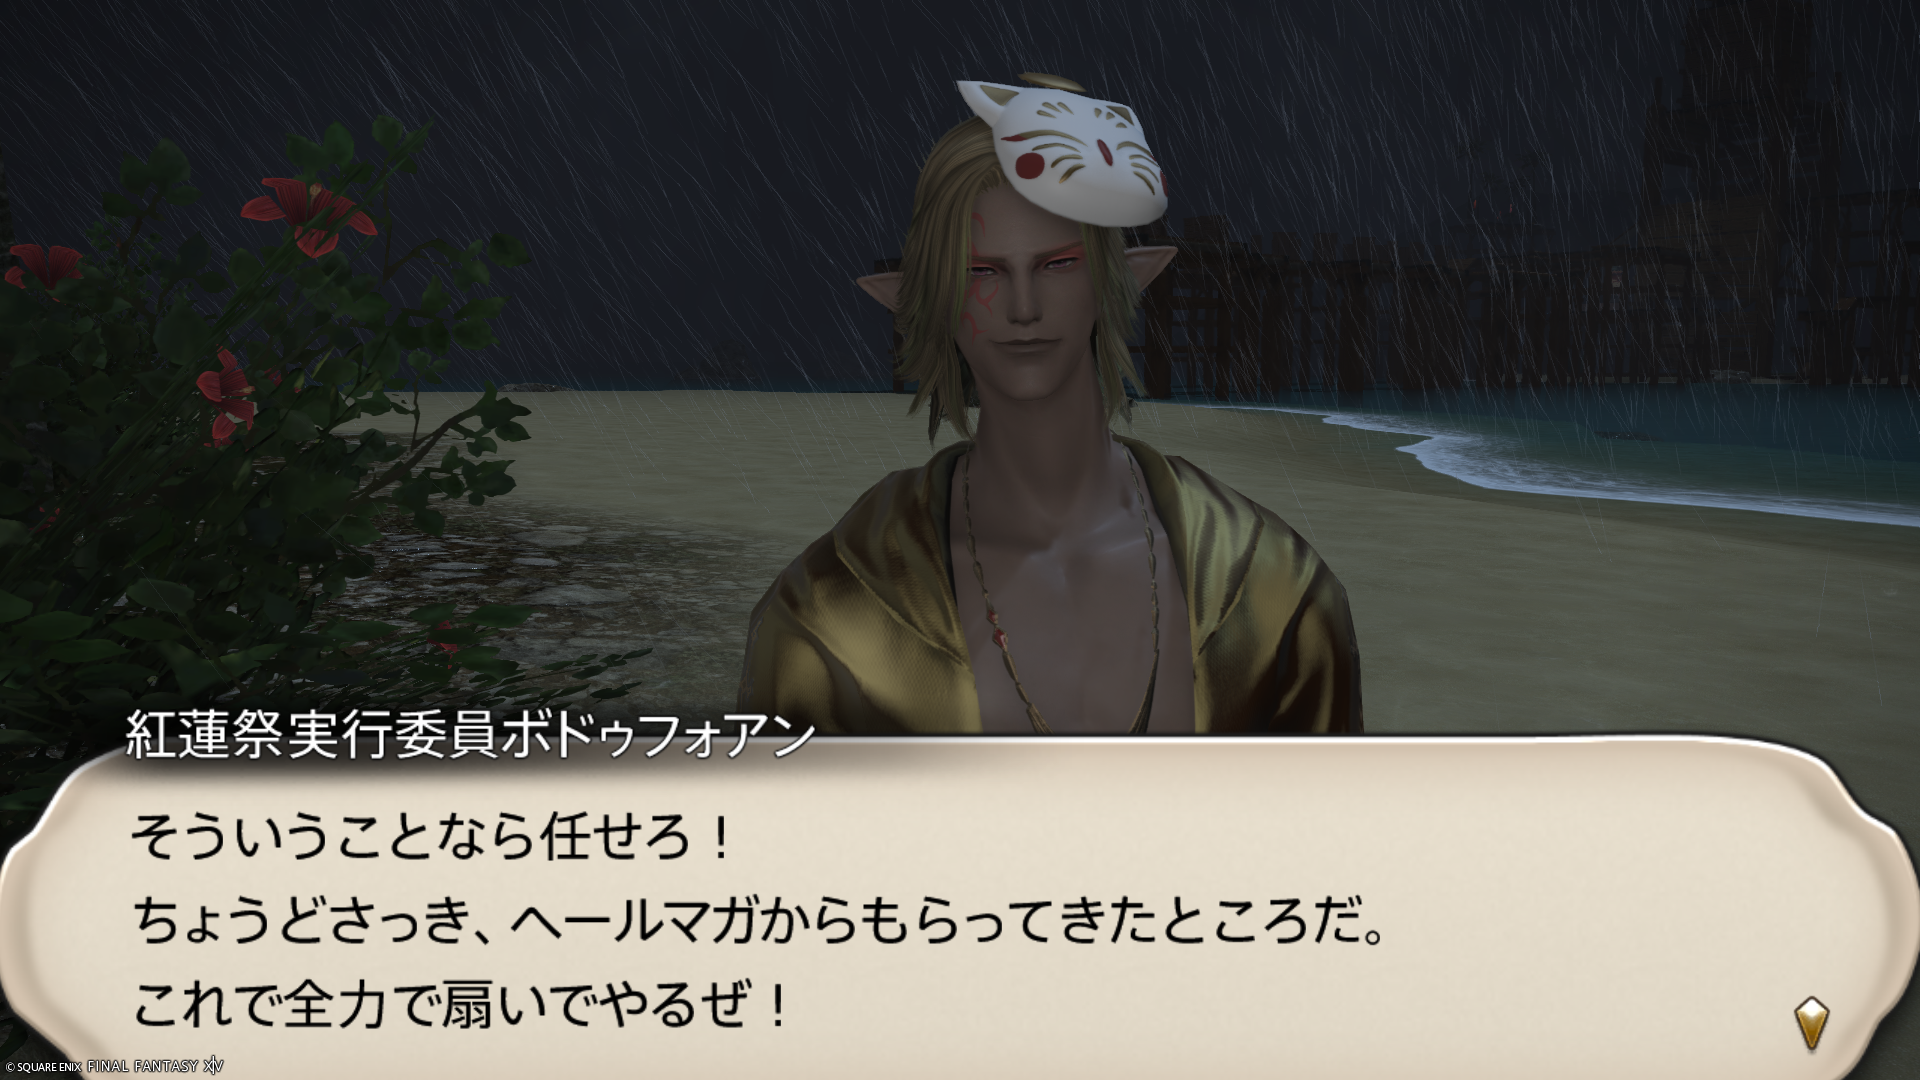 紅蓮祭実行委員ボドゥフォアン
そういうことなら任せろ！
ちょうどさっき、ヘールマガからもらってきたところだ。
これで全力で扇いでやるぜ！
© SQUARE ENIX FINAL FANTASY XIV